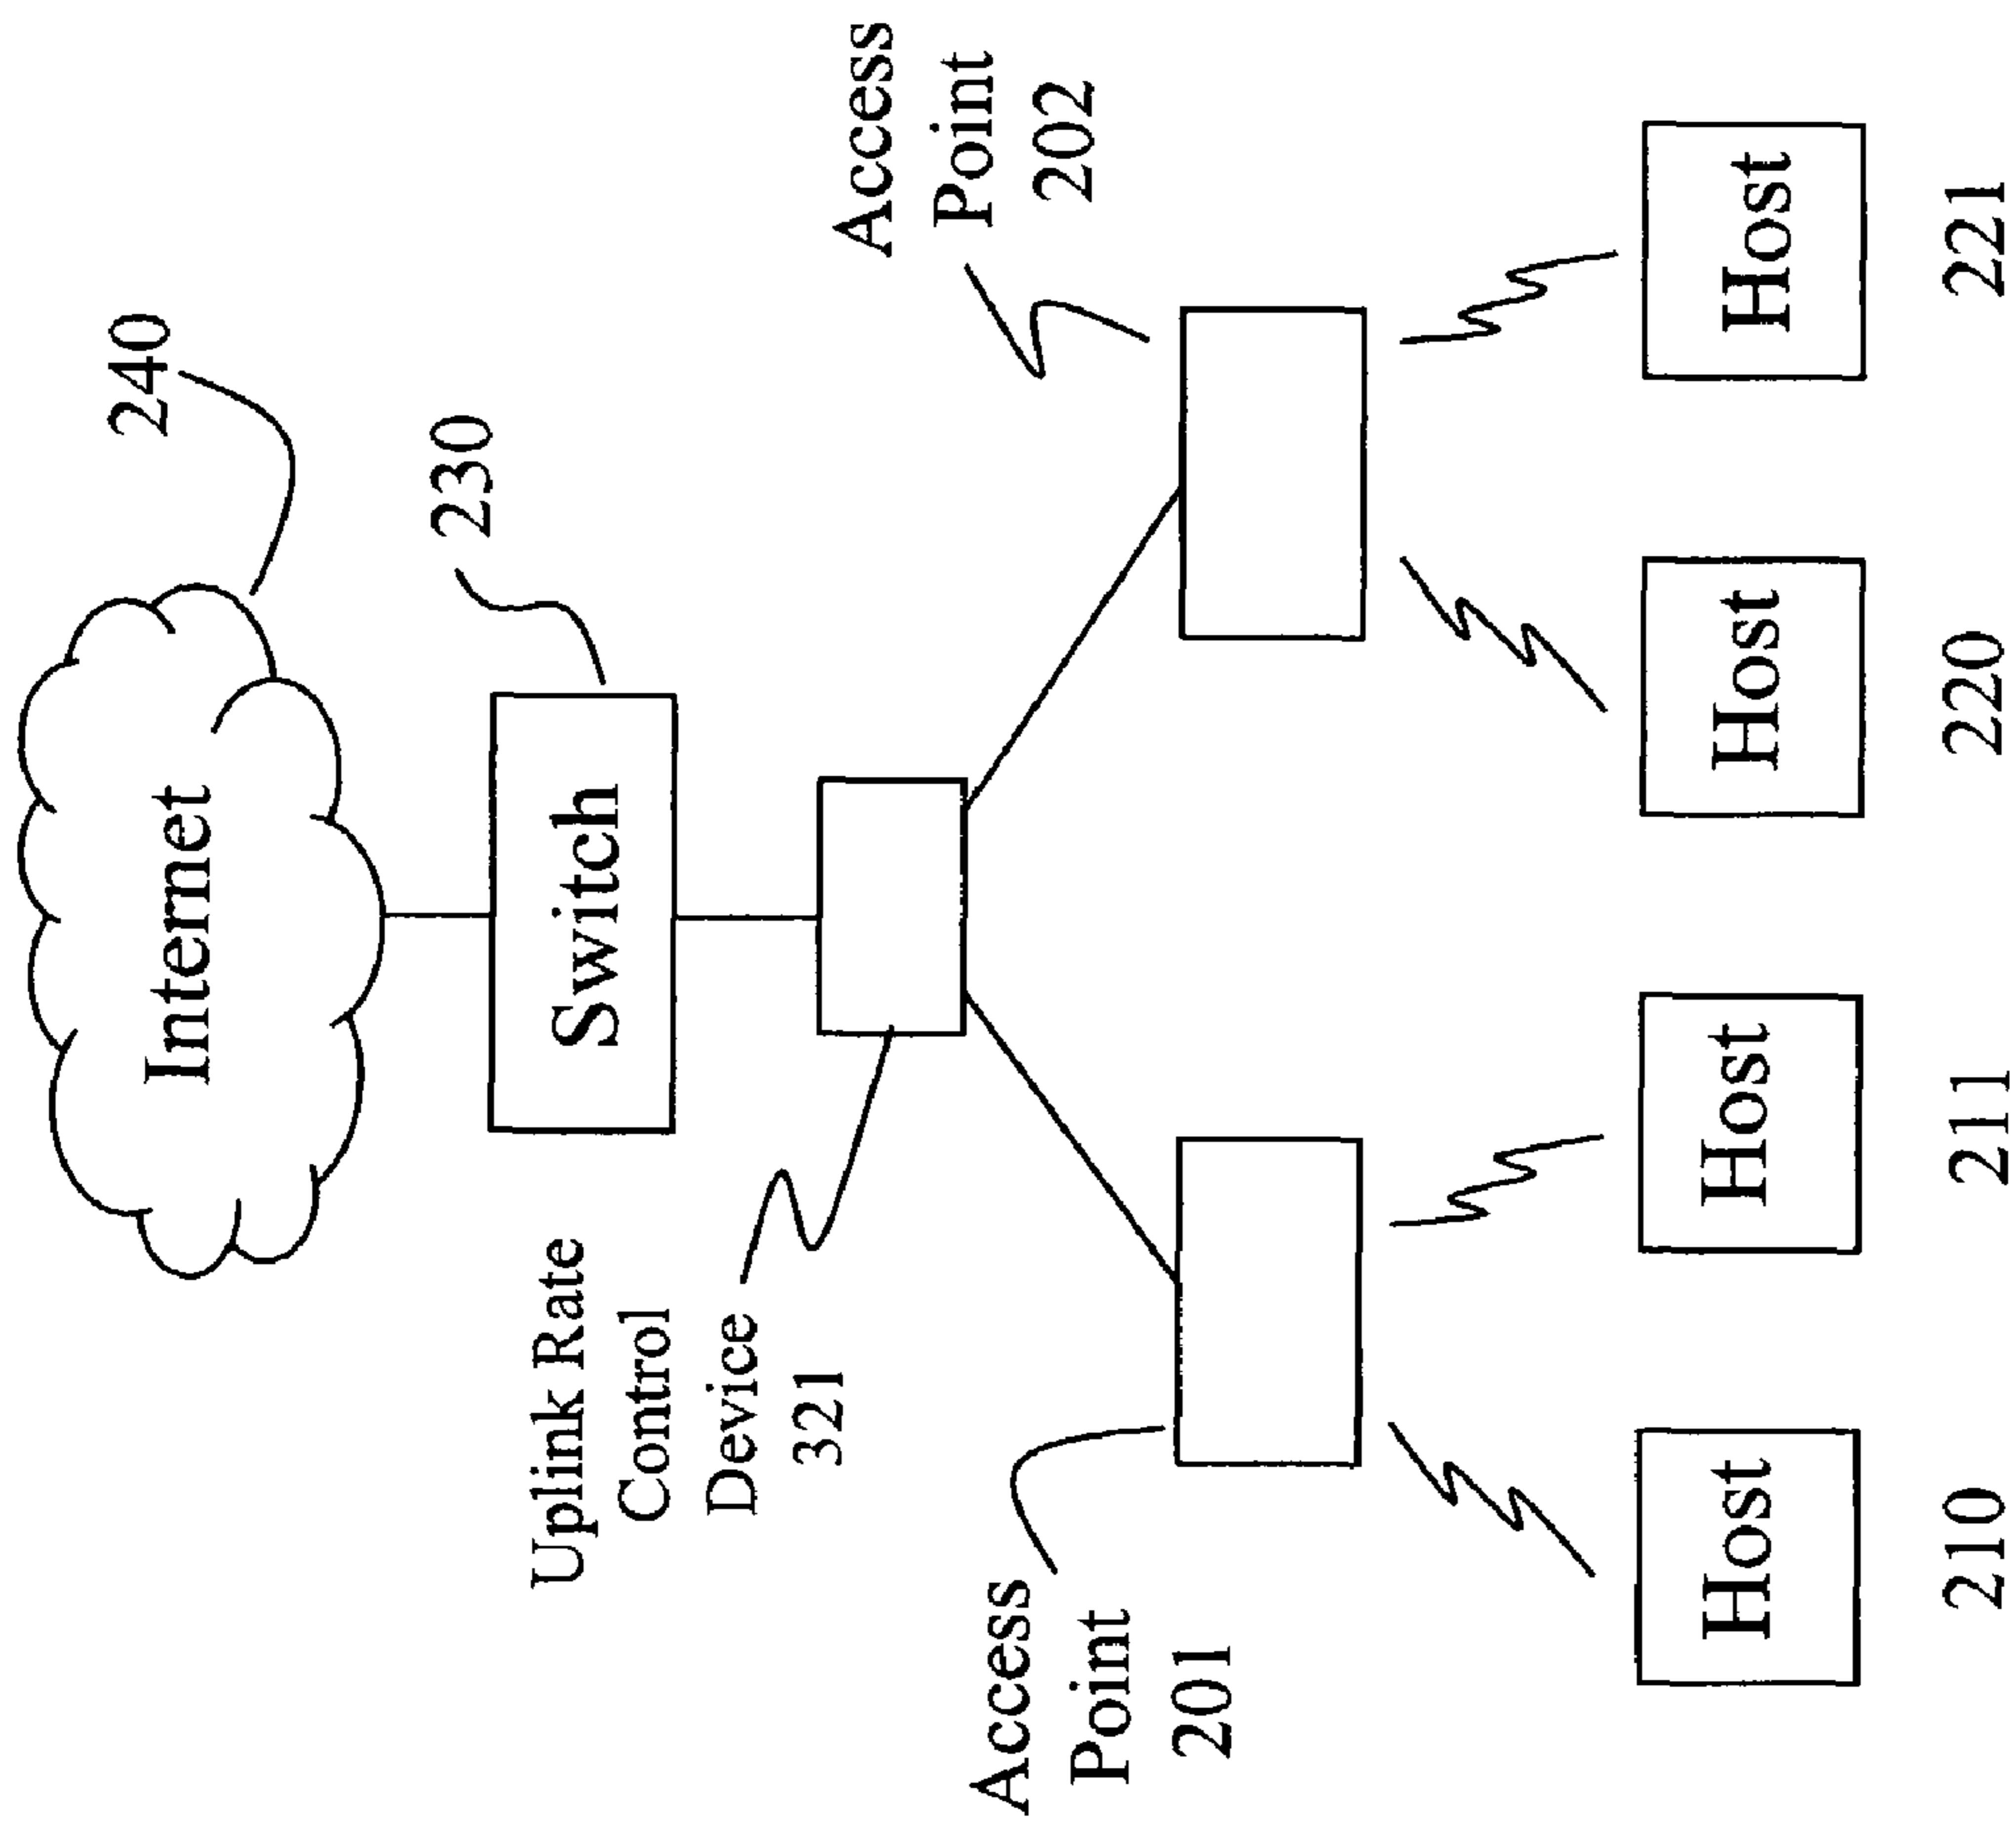 Internet
240
Switch
230
Uplink Rate
Control
Device
321
Access
Point
201
Access
Point
202
Host
210
Host
211
Host
220
Host
221